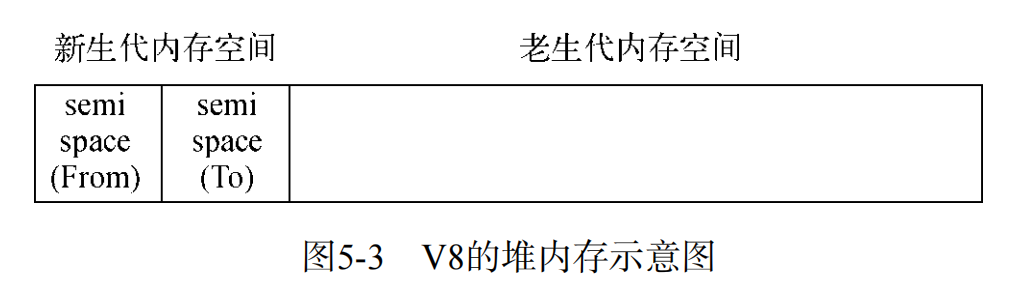 新生代内存空间
老生代内存空间
semi
space
(From)
semi
space
(To)
图5-3 V8的堆内存示意图